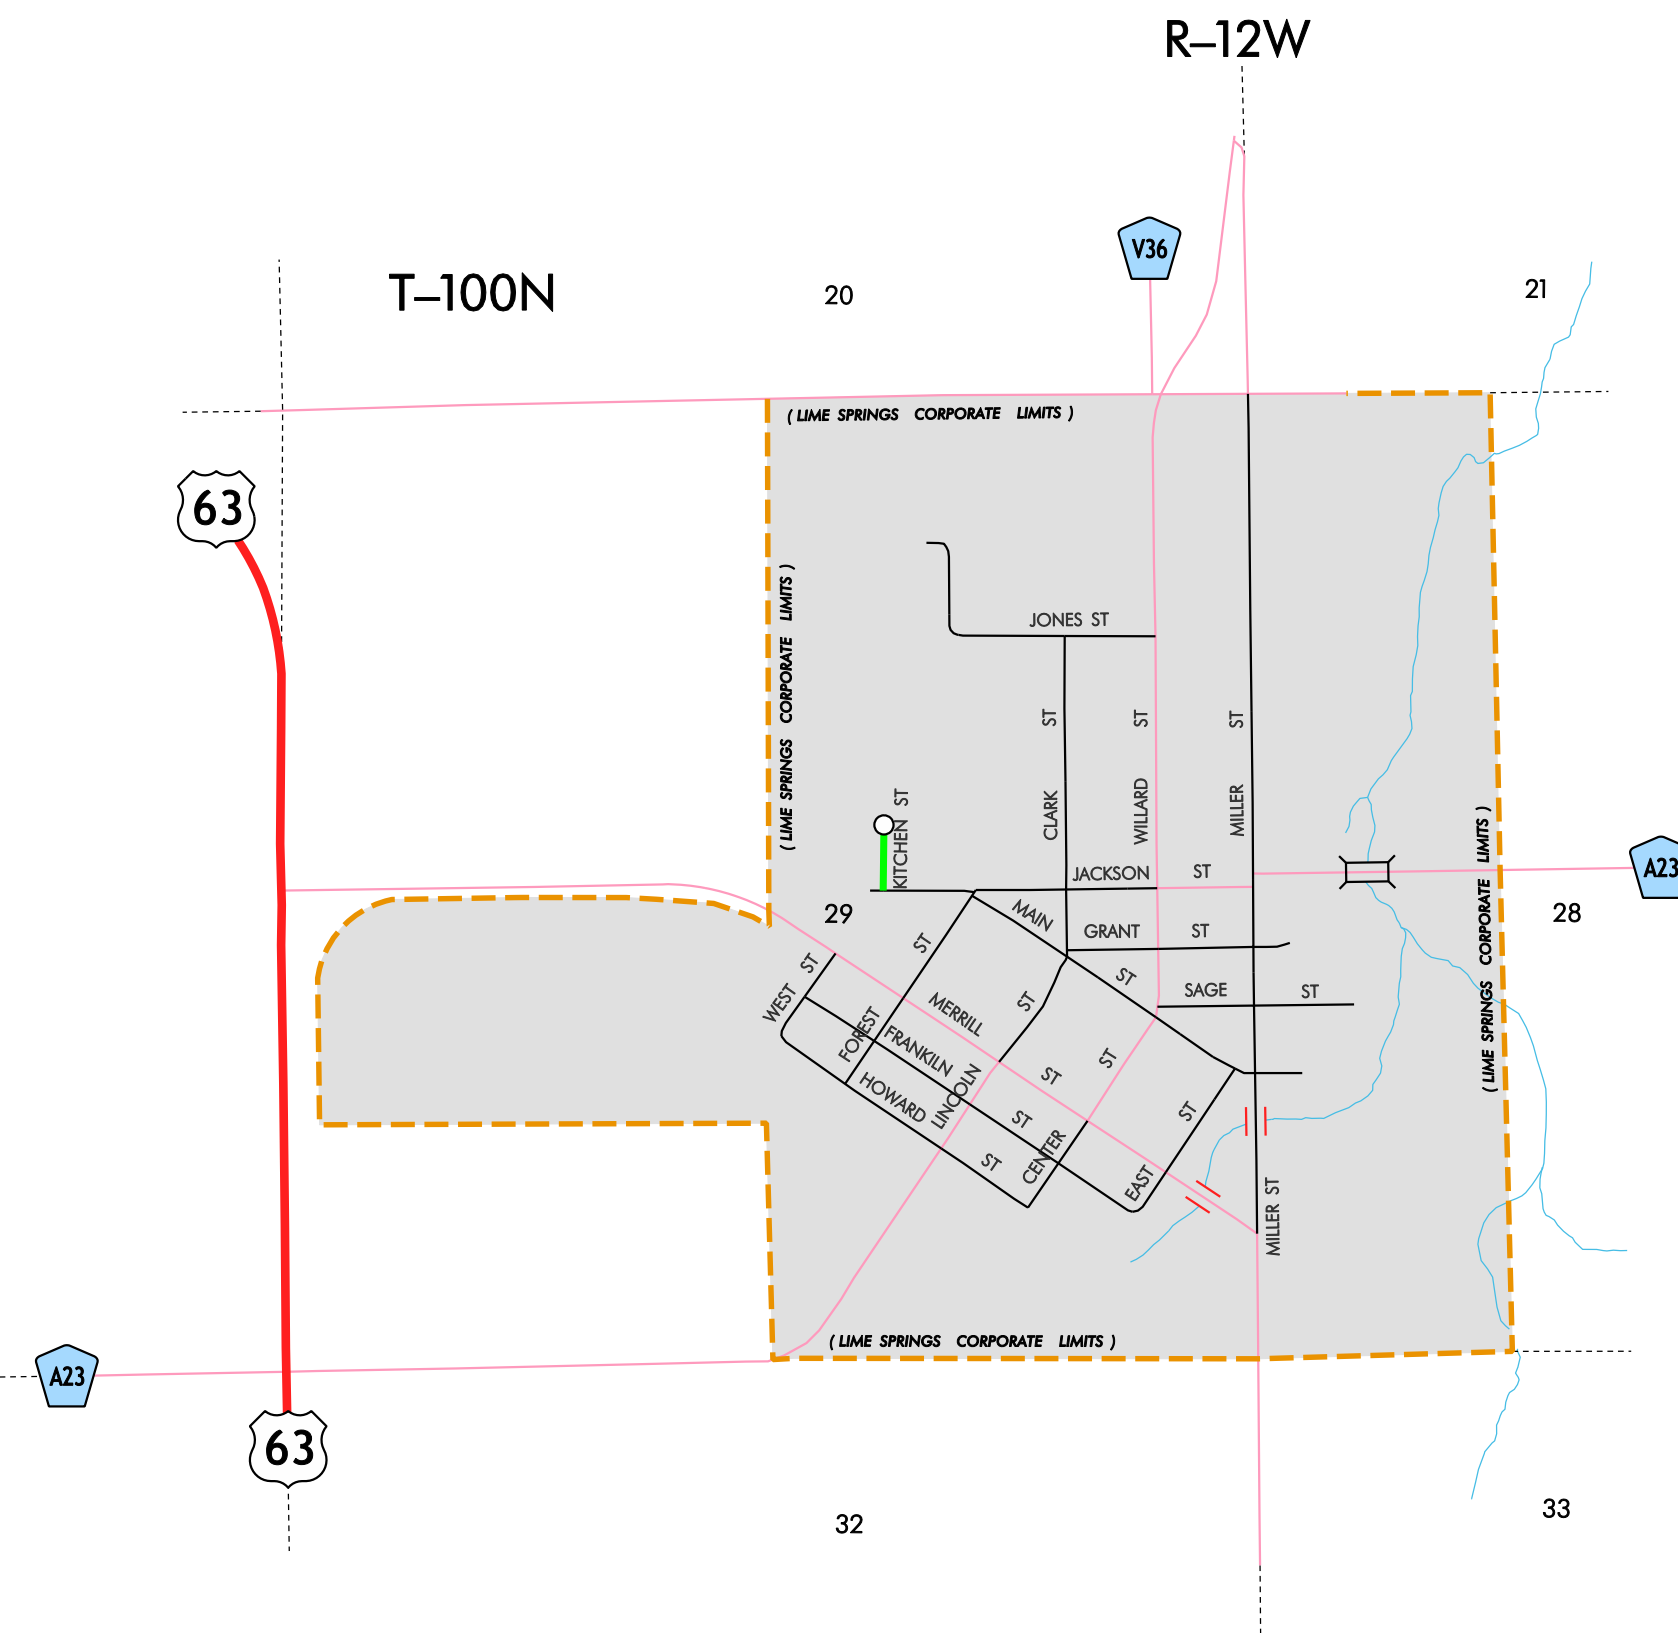 R–12W
V36
T–100N
20
21
( LIME SPRINGS CORPORATE LIMITS )
63
( LIME SPRINGS CORPORATE LIMITS )
JONES ST
CLARK ST
WILLARD ST
MILLER ST
KITCHEN ST
( LIME SPRINGS CORPORATE LIMITS )
A23
JACKSON ST
29
28
MAIN ST
GRANT ST
SAGE ST
WEST ST
FOREST ST
MERRILL ST
FRANKILN ST
HOWARD ST
LINCOLN ST
CENTER ST
EAST ST
MILLER ST
( LIME SPRINGS CORPORATE LIMITS )
A23
63
32
33